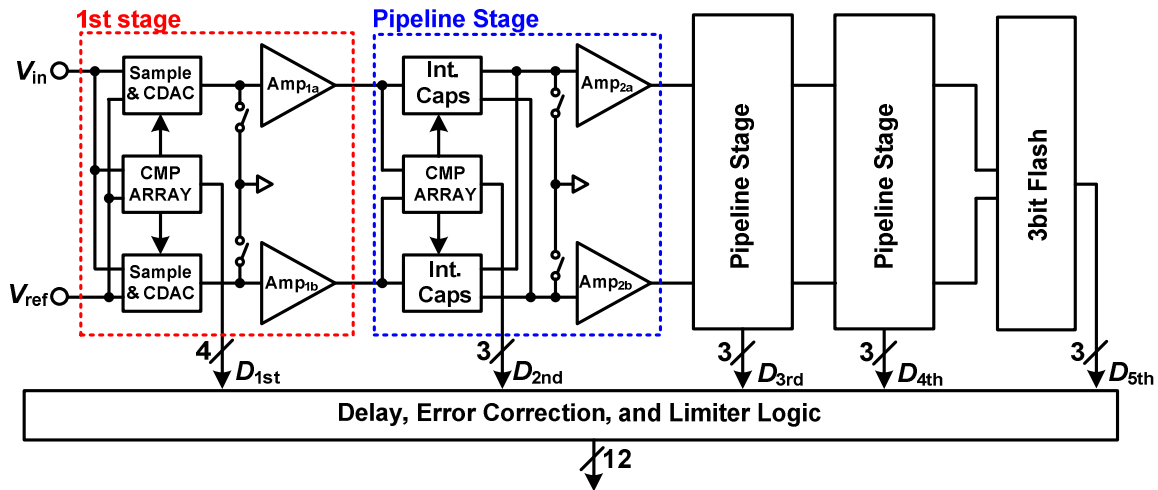 1st stage
Pipeline Stage
Vin
Sample
& CDAC
Amp1a
Int.
Caps
Amp2a
CMP
ARRAY
CMP
ARRAY
Pipeline Stage
Pipeline Stage
3bit Flash
Sample
& CDAC
Amp1b
Int.
Caps
Amp2b
Vref
4
D1st
3
D2nd
3
D3rd
3
D4th
3
D5th
Delay, Error Correction, and Limiter Logic
12